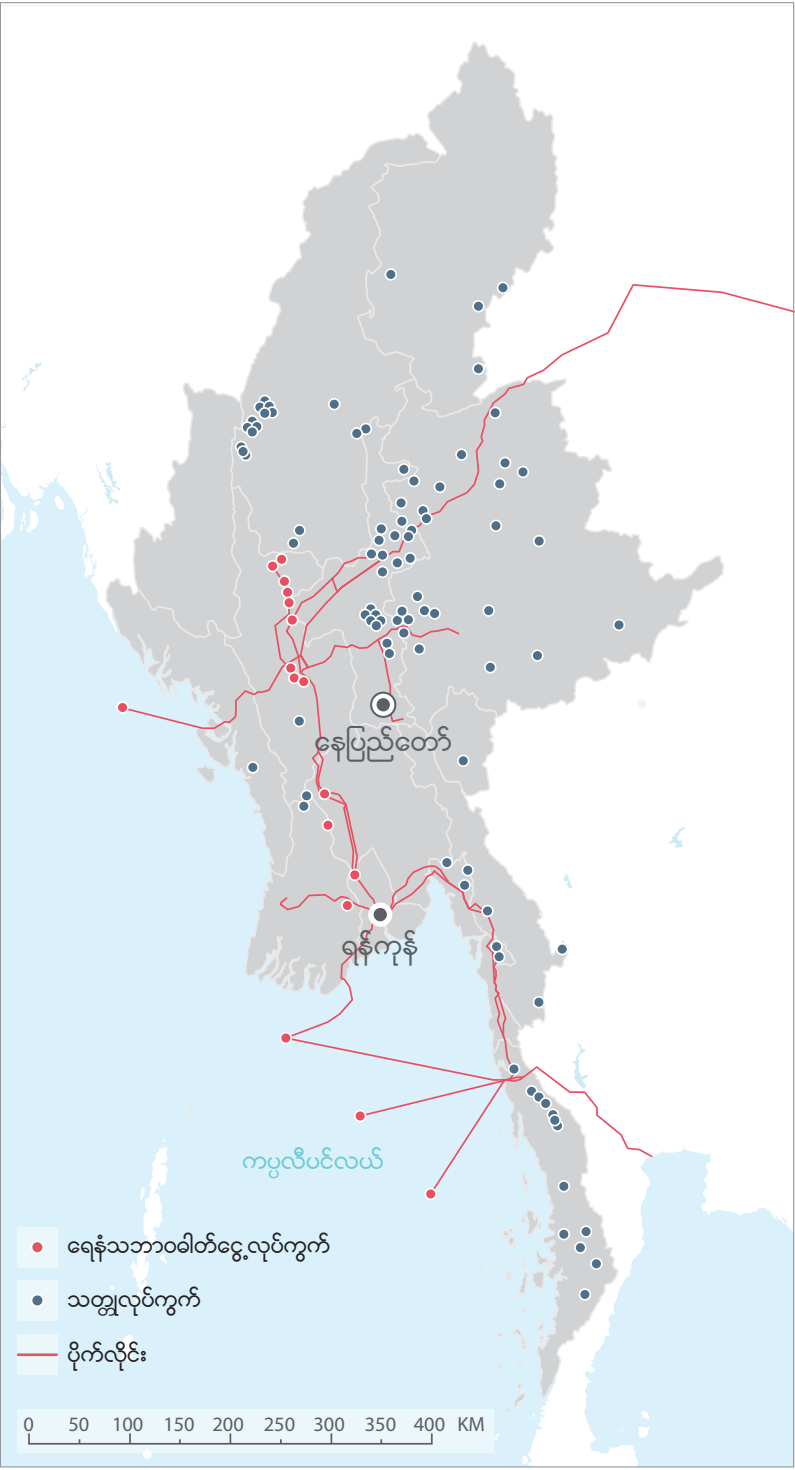 နေပြည်တော်
ရန်ကုန်
ကပ္ပလီပင်လယ်
ရေနံသဘာဝဓါတ်ငွေ့လုပ်ကွက်
သတ္တုလုပ်ကွက်
ပိုက်လိုင်း
0 50 100 150 200 250 300 350 400 KM